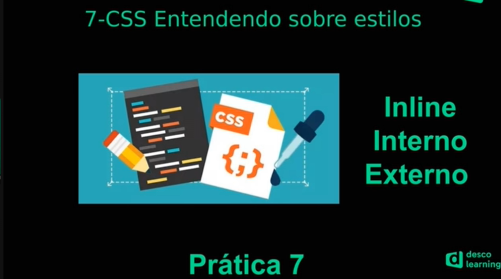 7-CSS Entendendo sobre estilos
CSS
{;}
Inline
Interno
Externo
Prática 7
desco
learning